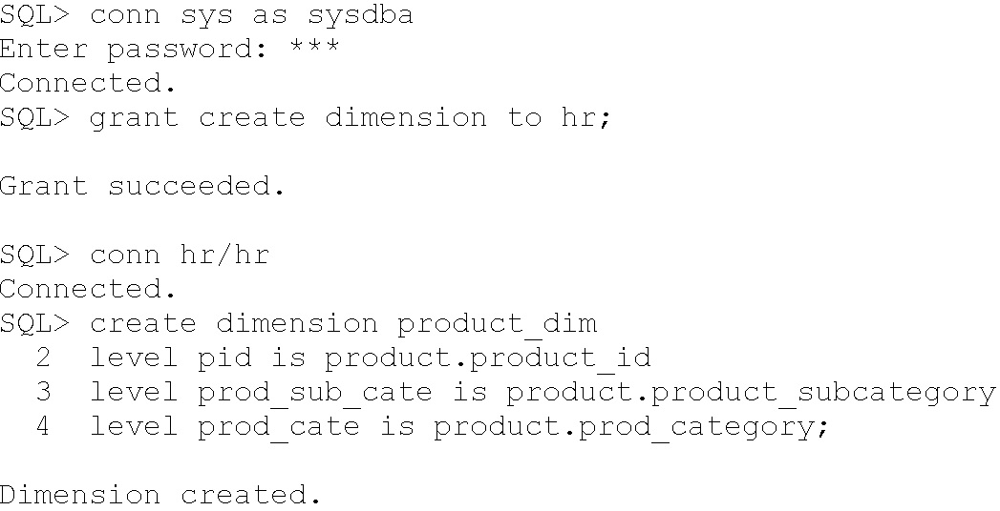 SQL> conn sys as sysdba
Enter password: ***
Connected.
SQL> grant create dimension to hr;
Grant succeeded.
SQL> conn hr/hr
Connected.
SQL> create dimension product_dim
2 level pid is product.product_id
3 level prod_sub_cate is product.product_subcategory
4 level prod_cate is product.prod_category;
Dimension created.